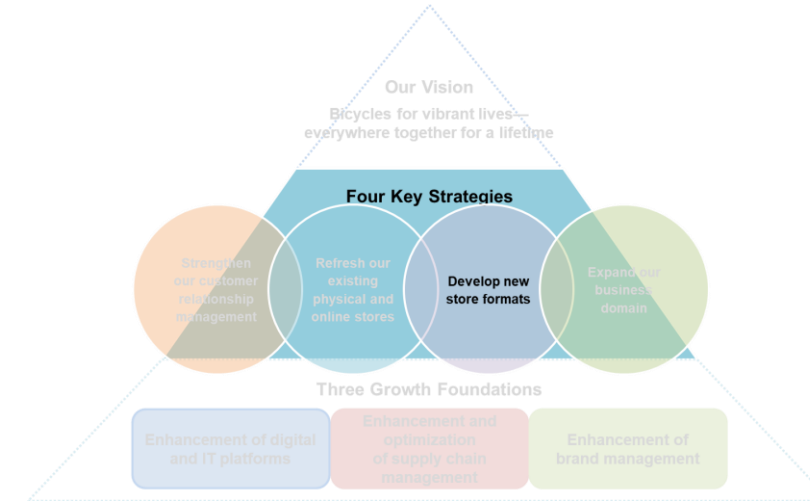 Our Vision
Bicycles for vibrant lives—
everywhere together for a lifetime
Four Key Strategies
Strengthen
our customer
relationship
management
Refresh our
existing
physical and
online stores
Develop new
store formats
Expand our
business
domain
Three Growth Foundations
Enhancement of digital
and IT platforms
Enhancement and
optimization
of supply chain
management
Enhancement of
brand management